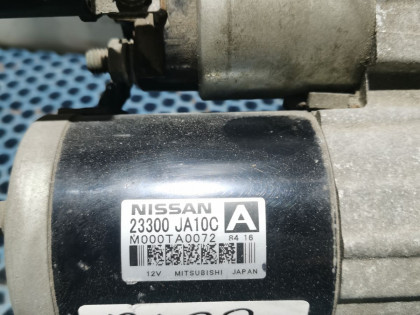 NISSAN
23300 JA10C A
M000TA0072 R4 16
12V MITSUBISHI JAPAN